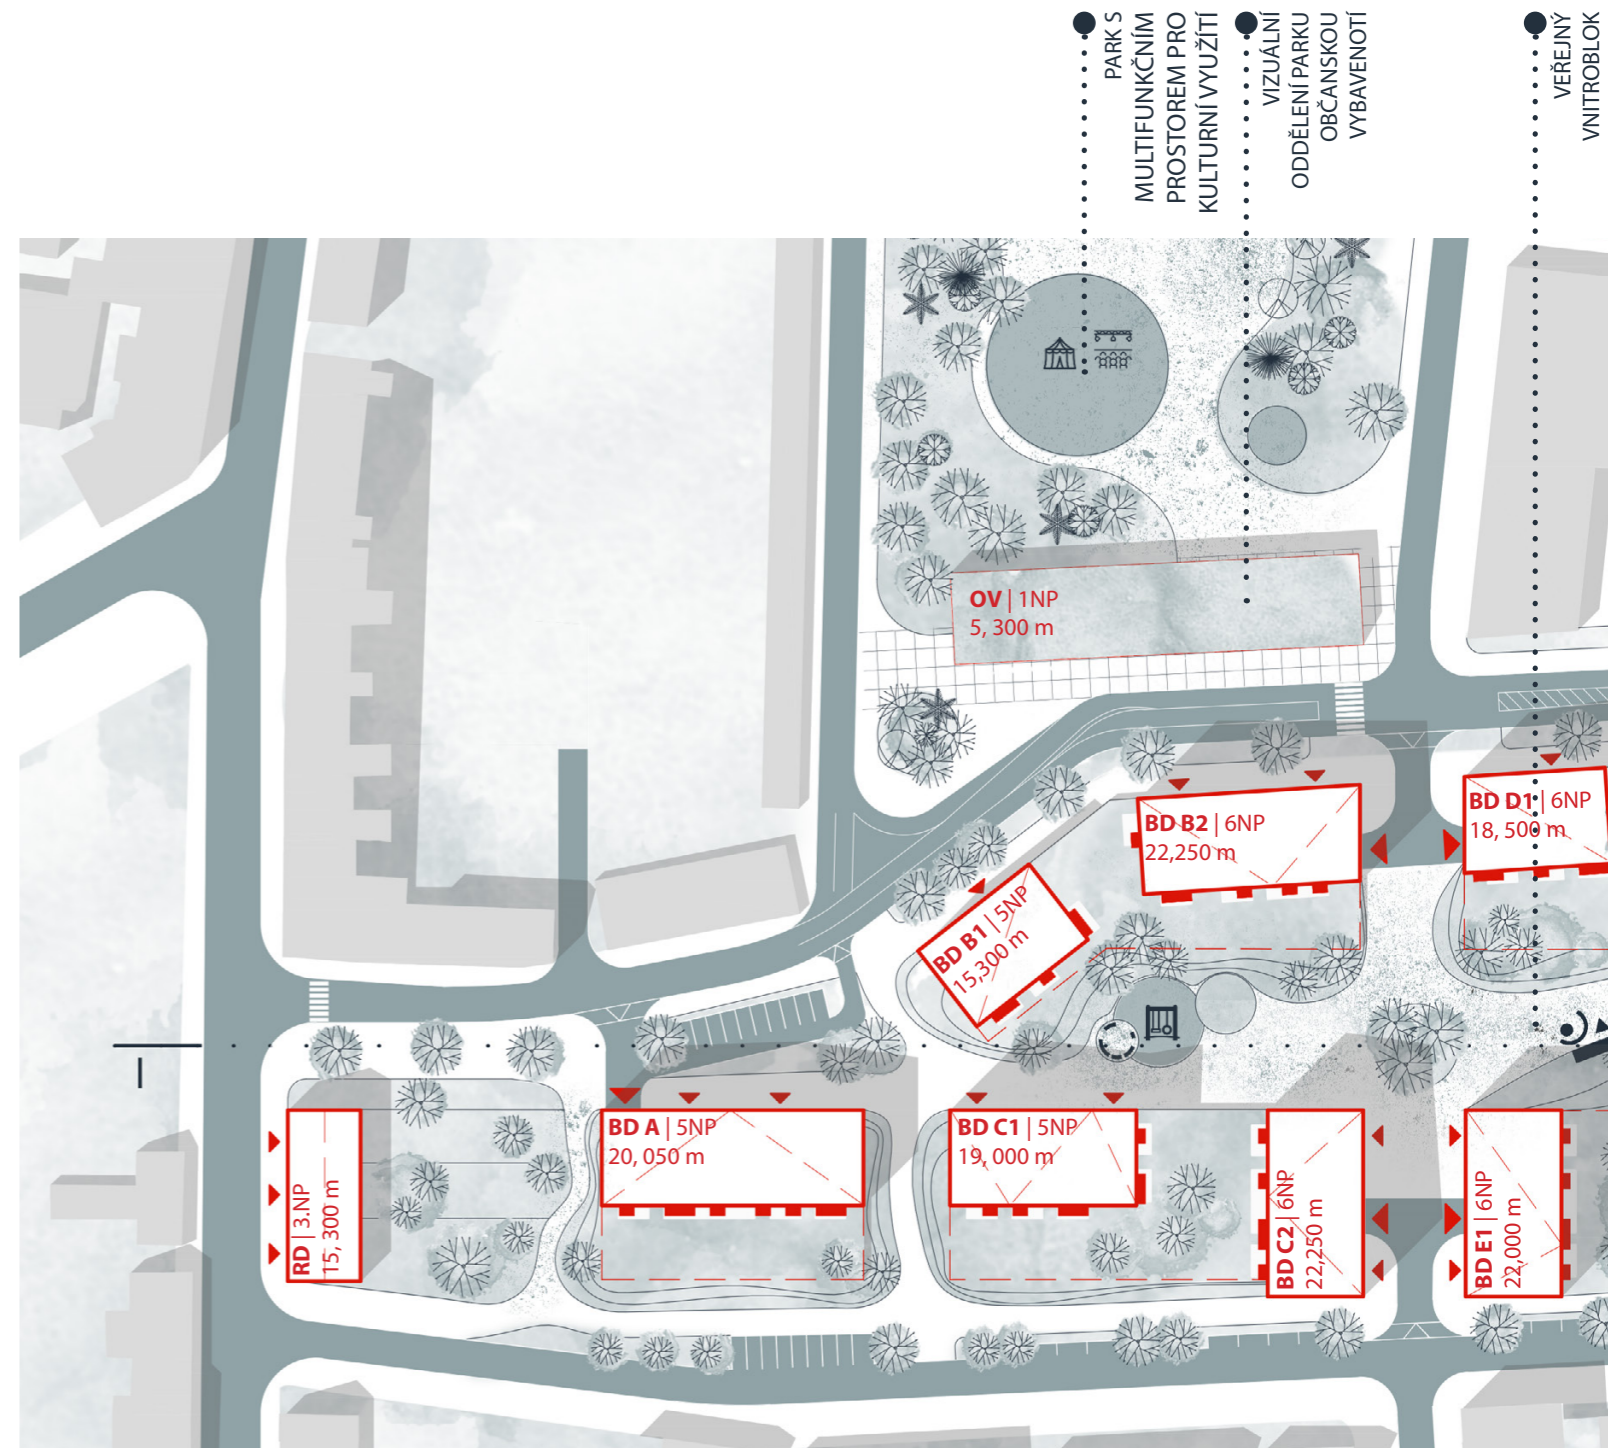 PARK S
MULTIFUNKČNÍM
PROSTOREM PRO
KULTURNÍ VYUŽÍTÍ
VIZUÁLNÍ
ODDĚLENÍ PARKU
OBČANSKOU
VYBAVENOTÍ
VEŘEJNÝ
VNITROBLOK
OV | 1NP
5, 300 m
BD B2 | 6NP
22,250 m
BD D1 | 6NP
18, 500 m
BD B1 | 5NP
15,300 m
I
BD A | 5NP
20, 050 m
BD C1 | 5NP
19, 000 m
RD | 3.NP
15, 300 m
BD C2 | 6NP
22,250 m
BD E1 | 6NP
22,000 m